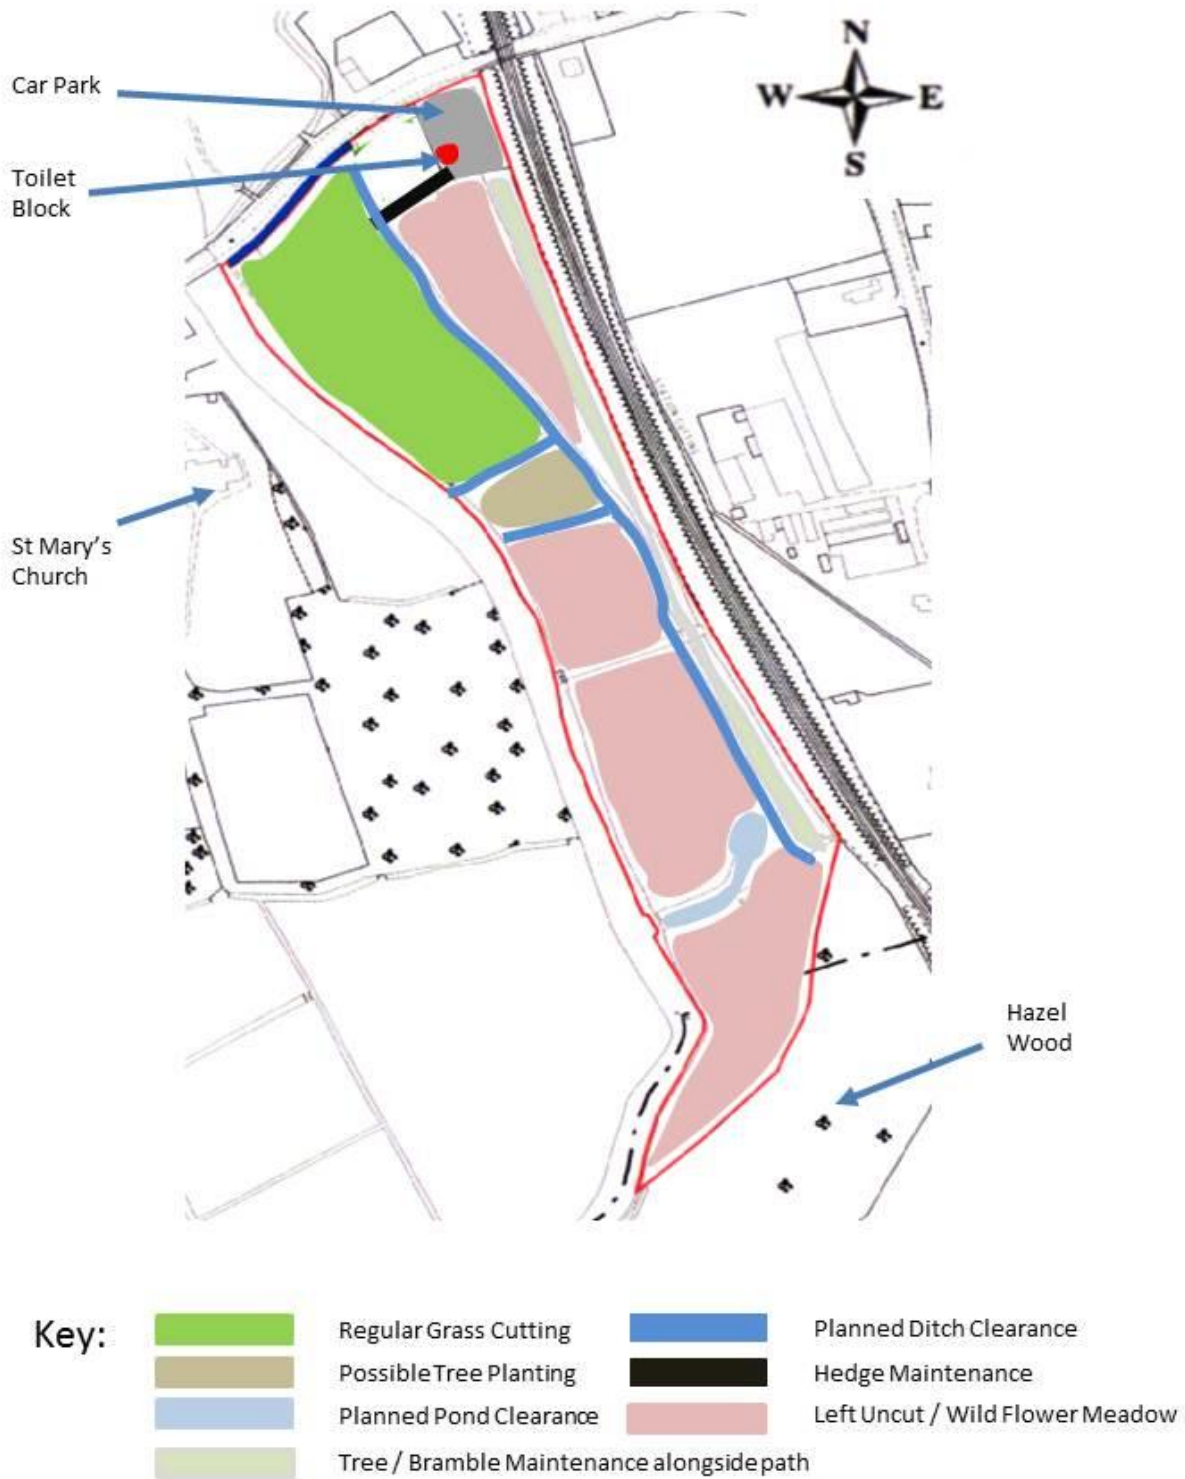 N
Car Park
W
E
S
Toilet
Block
St Mary's
Church
Hazel
Wood
Key:
Regular Grass Cutting
Planned Ditch Clearance
Possible Tree Planting
Hedge Maintenance
Planned Pond Clearance
Left Uncut / Wild Flower Meadow
Tree / Bramble Maintenance alongside path